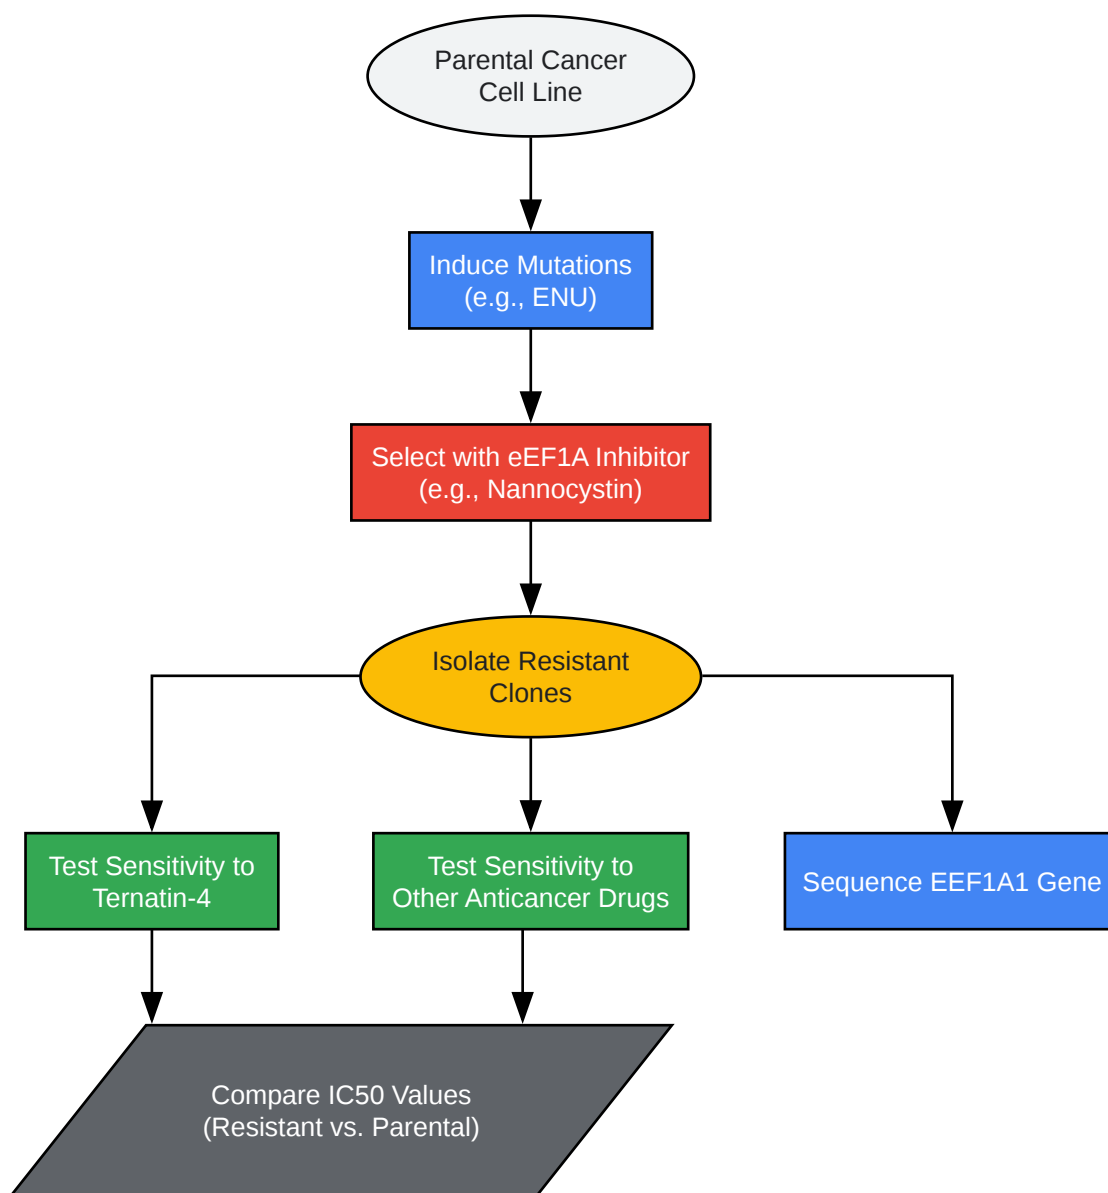 Parental Cancer
Cell Line
Induce Mutations
(e.g., ENU)
Select with eEF1A Inhibitor
(e.g., Nannocystin)
Isolate Resistant
Clones
Test Sensitivity to
Ternatin-4
Test Sensitivity to
Other Anticancer Drugs
Sequence EEF1A1 Gene
Compare IC50 Values
(Resistant vs. Parental)